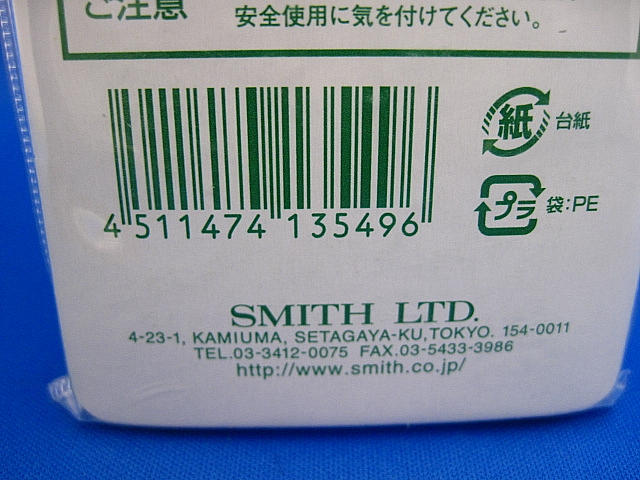 ご注意
安全使用に気を付けてください。
紙 台紙
プラ 袋:PE
4 511474 135496
SMITH LTD.
4-23-1, KAMIUMA, SETAGAYA-KU,TOKYO. 154-0011
TEL.03-3412-0075 FAX.03-5433-3986
http://www.smith.co.jp/